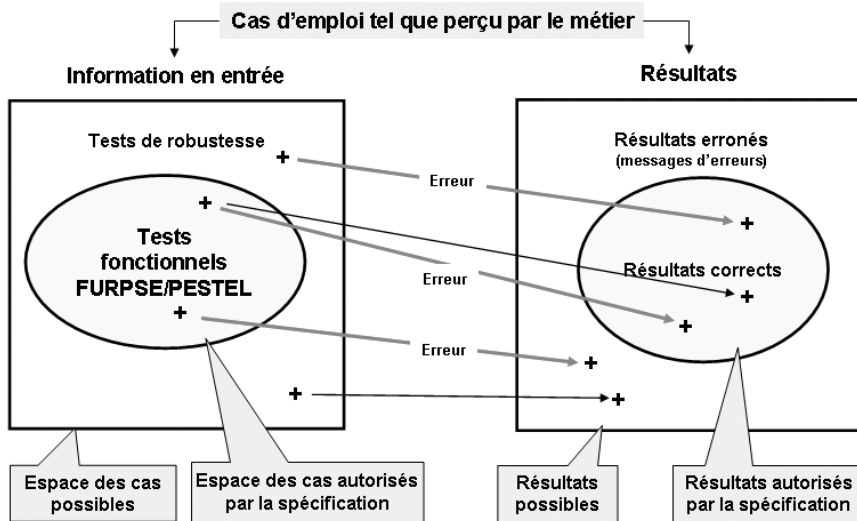 Cas d’emploi tel que perçu par le métier
Information en entrée
Résultats
Tests de robustesse
Résultats erronés
(messages d’erreurs)
Erreur
Tests
fonctionnels
FURPSE/PESTEL
Résultats corrects
Erreur
Erreur
Espace des cas
possibles
Espace des cas autorisés
par la spécification
Résultats
possibles
Résultats autorisés
par la spécification